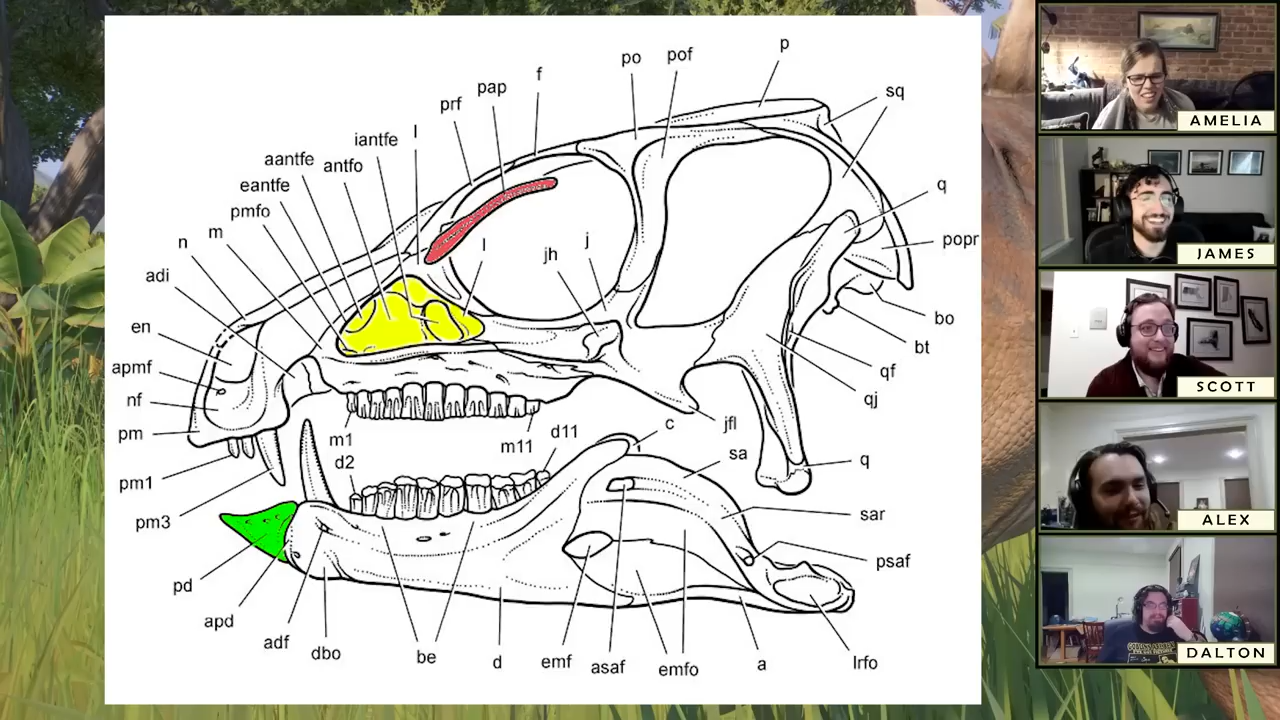 p
po
pof
f
pap
prf
sq
l
iantfe
aantfe
antfo
eantfe
pmfo
m
n
adi
en
apmf
nf
pm
pm1
pm3
l
jh
j
q
popr
bo
bt
qf
qj
m1
m11
d11
c
jfl
d2
sa
q
sar
psaf
pd
apd
adf
dbo
be
d
emf
asaf
emfo
a
lrfo
AMELIA
JAMES
SCOTT
ALEX
DALTON